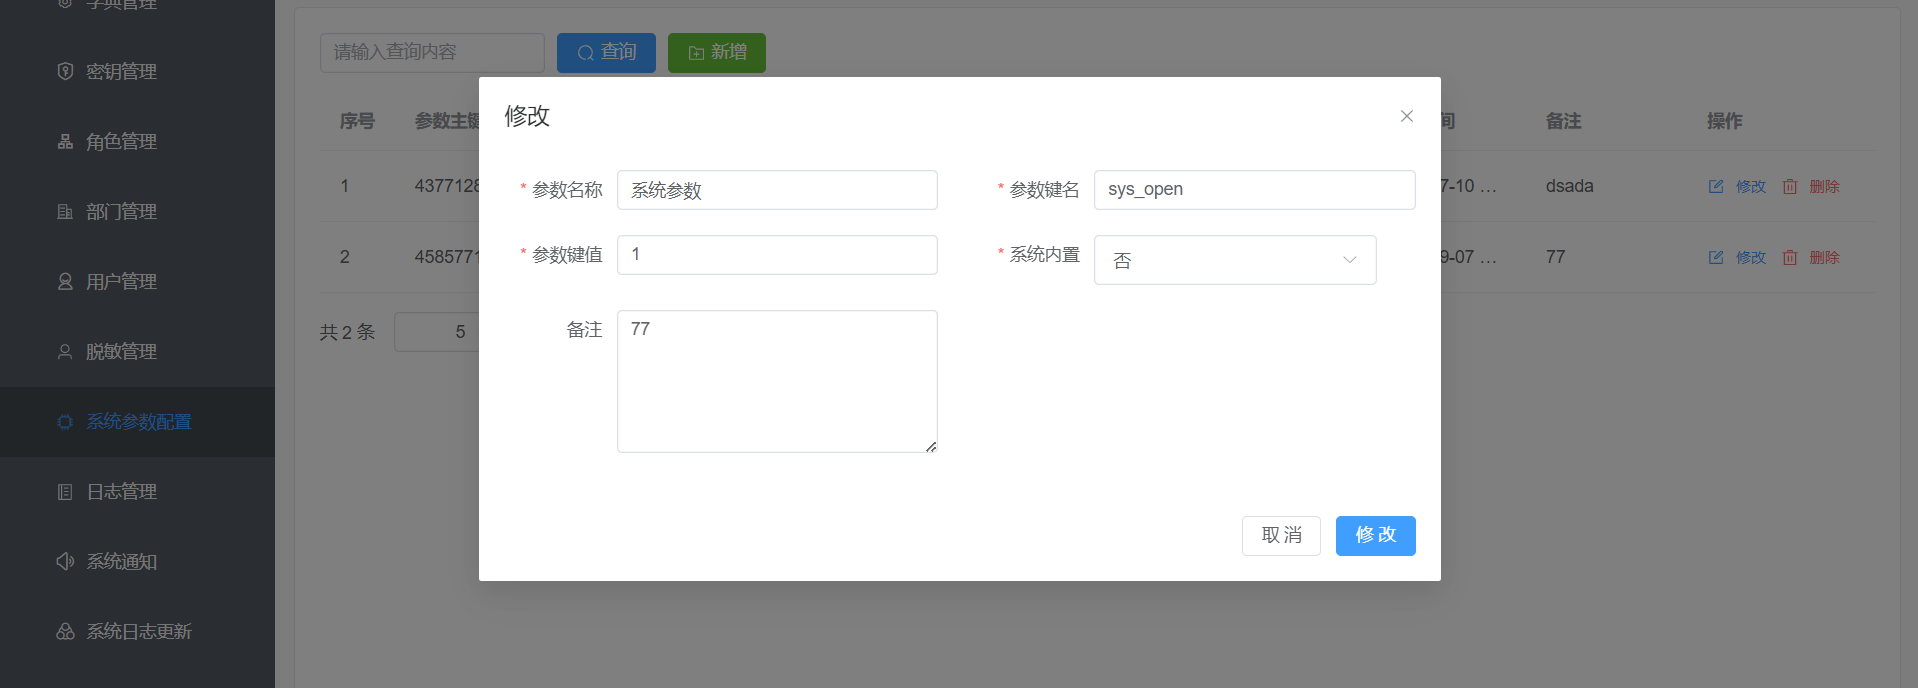 字典管理
密钥管理
角色管理
部门管理
用户管理
脱敏管理
系统参数配置
日志管理
系统通知
系统日志更新
请输入查询内容
查询
新增
序号
参数主键
间
备注
操作
1
4377128
7-10 ...
dsada
修改
删除
2
4585771
9-07 ...
77
修改
删除
共 2 条
5
修改
* 参数名称
系统参数
* 参数键名
sys_open
* 参数键值
1
* 系统内置
否
备注
77
取 消
修 改